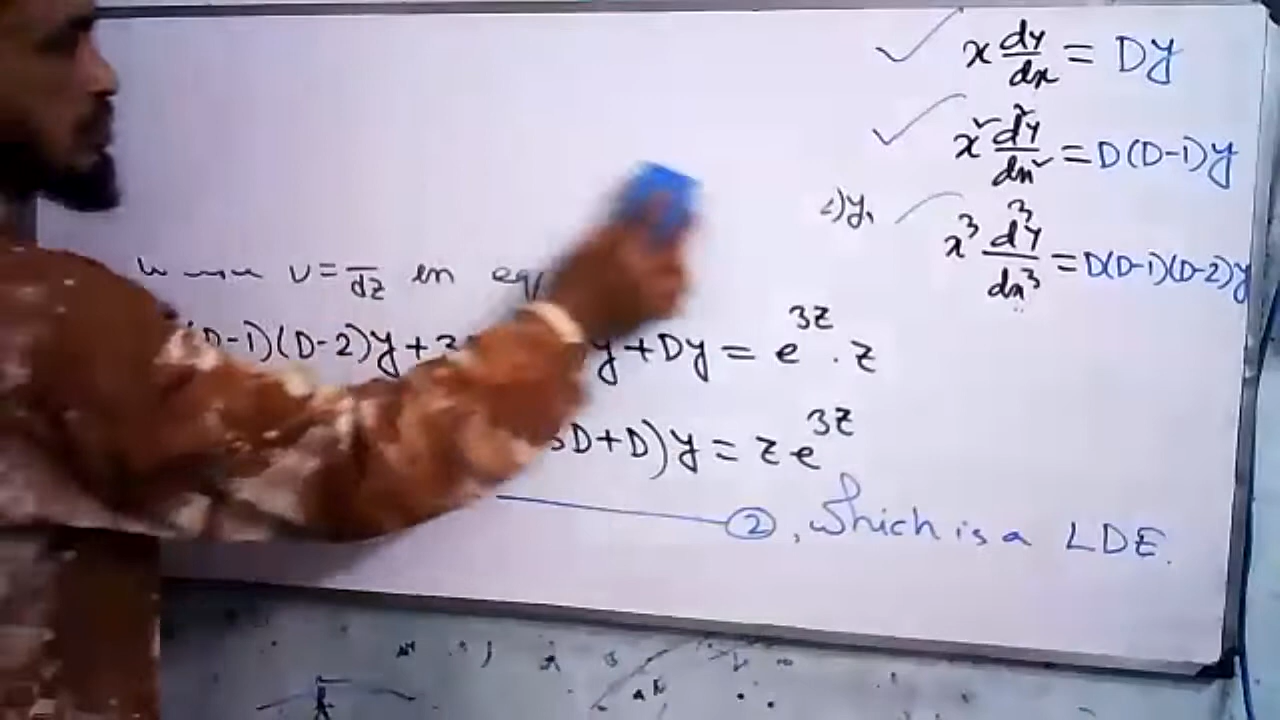 x dy/dx = Dy
x² d²y/dx² = D(D-1)y
x³ d³y/dx³ = D(D-1)(D-2)y
υ = /dz in eq
(D-1)(D-2)y+3 y+Dy = e^{3z} . z
3D+D)y = z e^{3z}
②, which is a LDE.